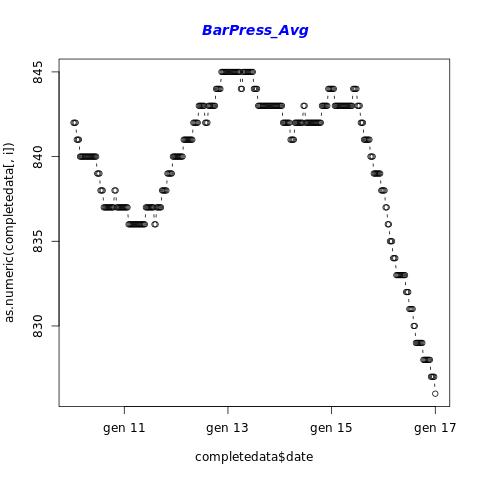 BarPress_Avg
as.numeric(completedata[, i])
845
840
835
830
gen 11 gen 13 gen 15 gen 17
completedata$date